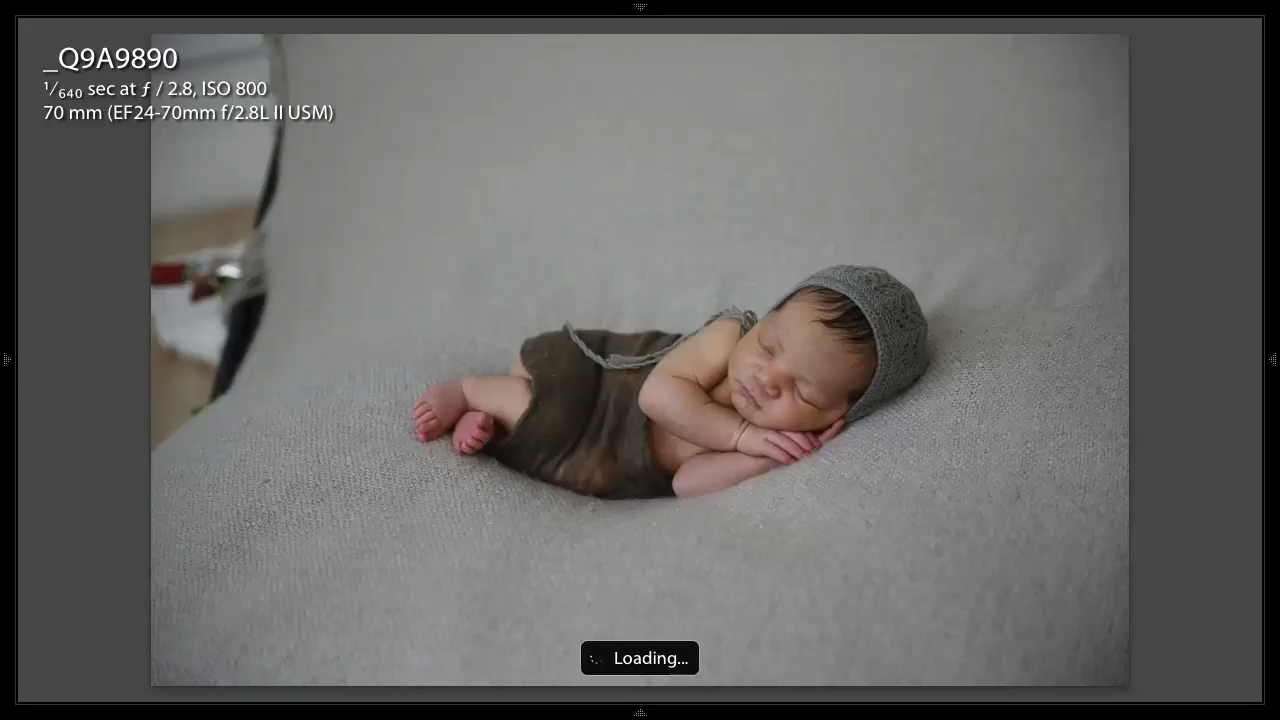 _Q9A9890
1/640 sec at ƒ / 2.8, ISO 800
70 mm (EF24-70mm f/2.8L II USM)
Loading...